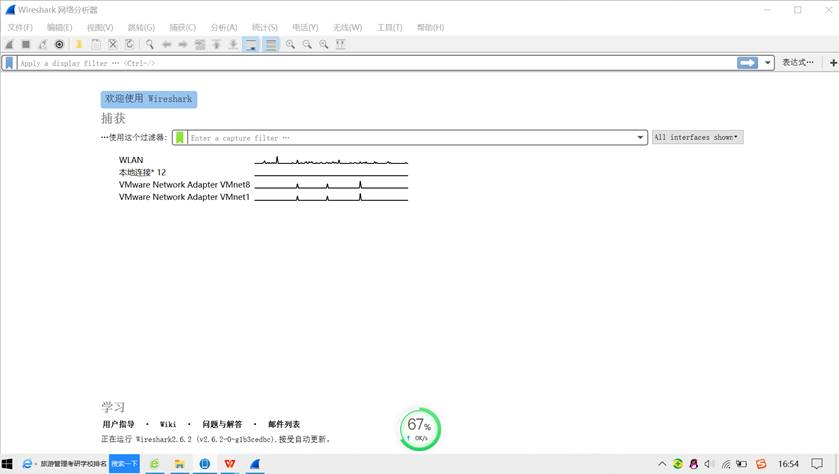 Wireshark 网络分析器
文件(F) 编辑(E) 视图(V) 跳转(G) 捕获(C) 分析(A) 统计(S) 电话(Y) 无线(W) 工具(T) 帮助(H)
Apply a display filter … <Ctrl-/> 表达式…
欢迎使用 Wireshark
捕获
…使用这个过滤器: Enter a capture filter … All interfaces shown
WLAN
本地连接* 12
VMware Network Adapter VMnet8
VMware Network Adapter VMnet1
学习
用户指导 · Wiki · 问题与解答 · 邮件列表
正在运行 Wireshark2.6.2 (v2.6.2-0-g1b3cedbc).接受自动更新。
67%
↑ 0K/s
旅游管理考研学校排名 搜索一下 16:54